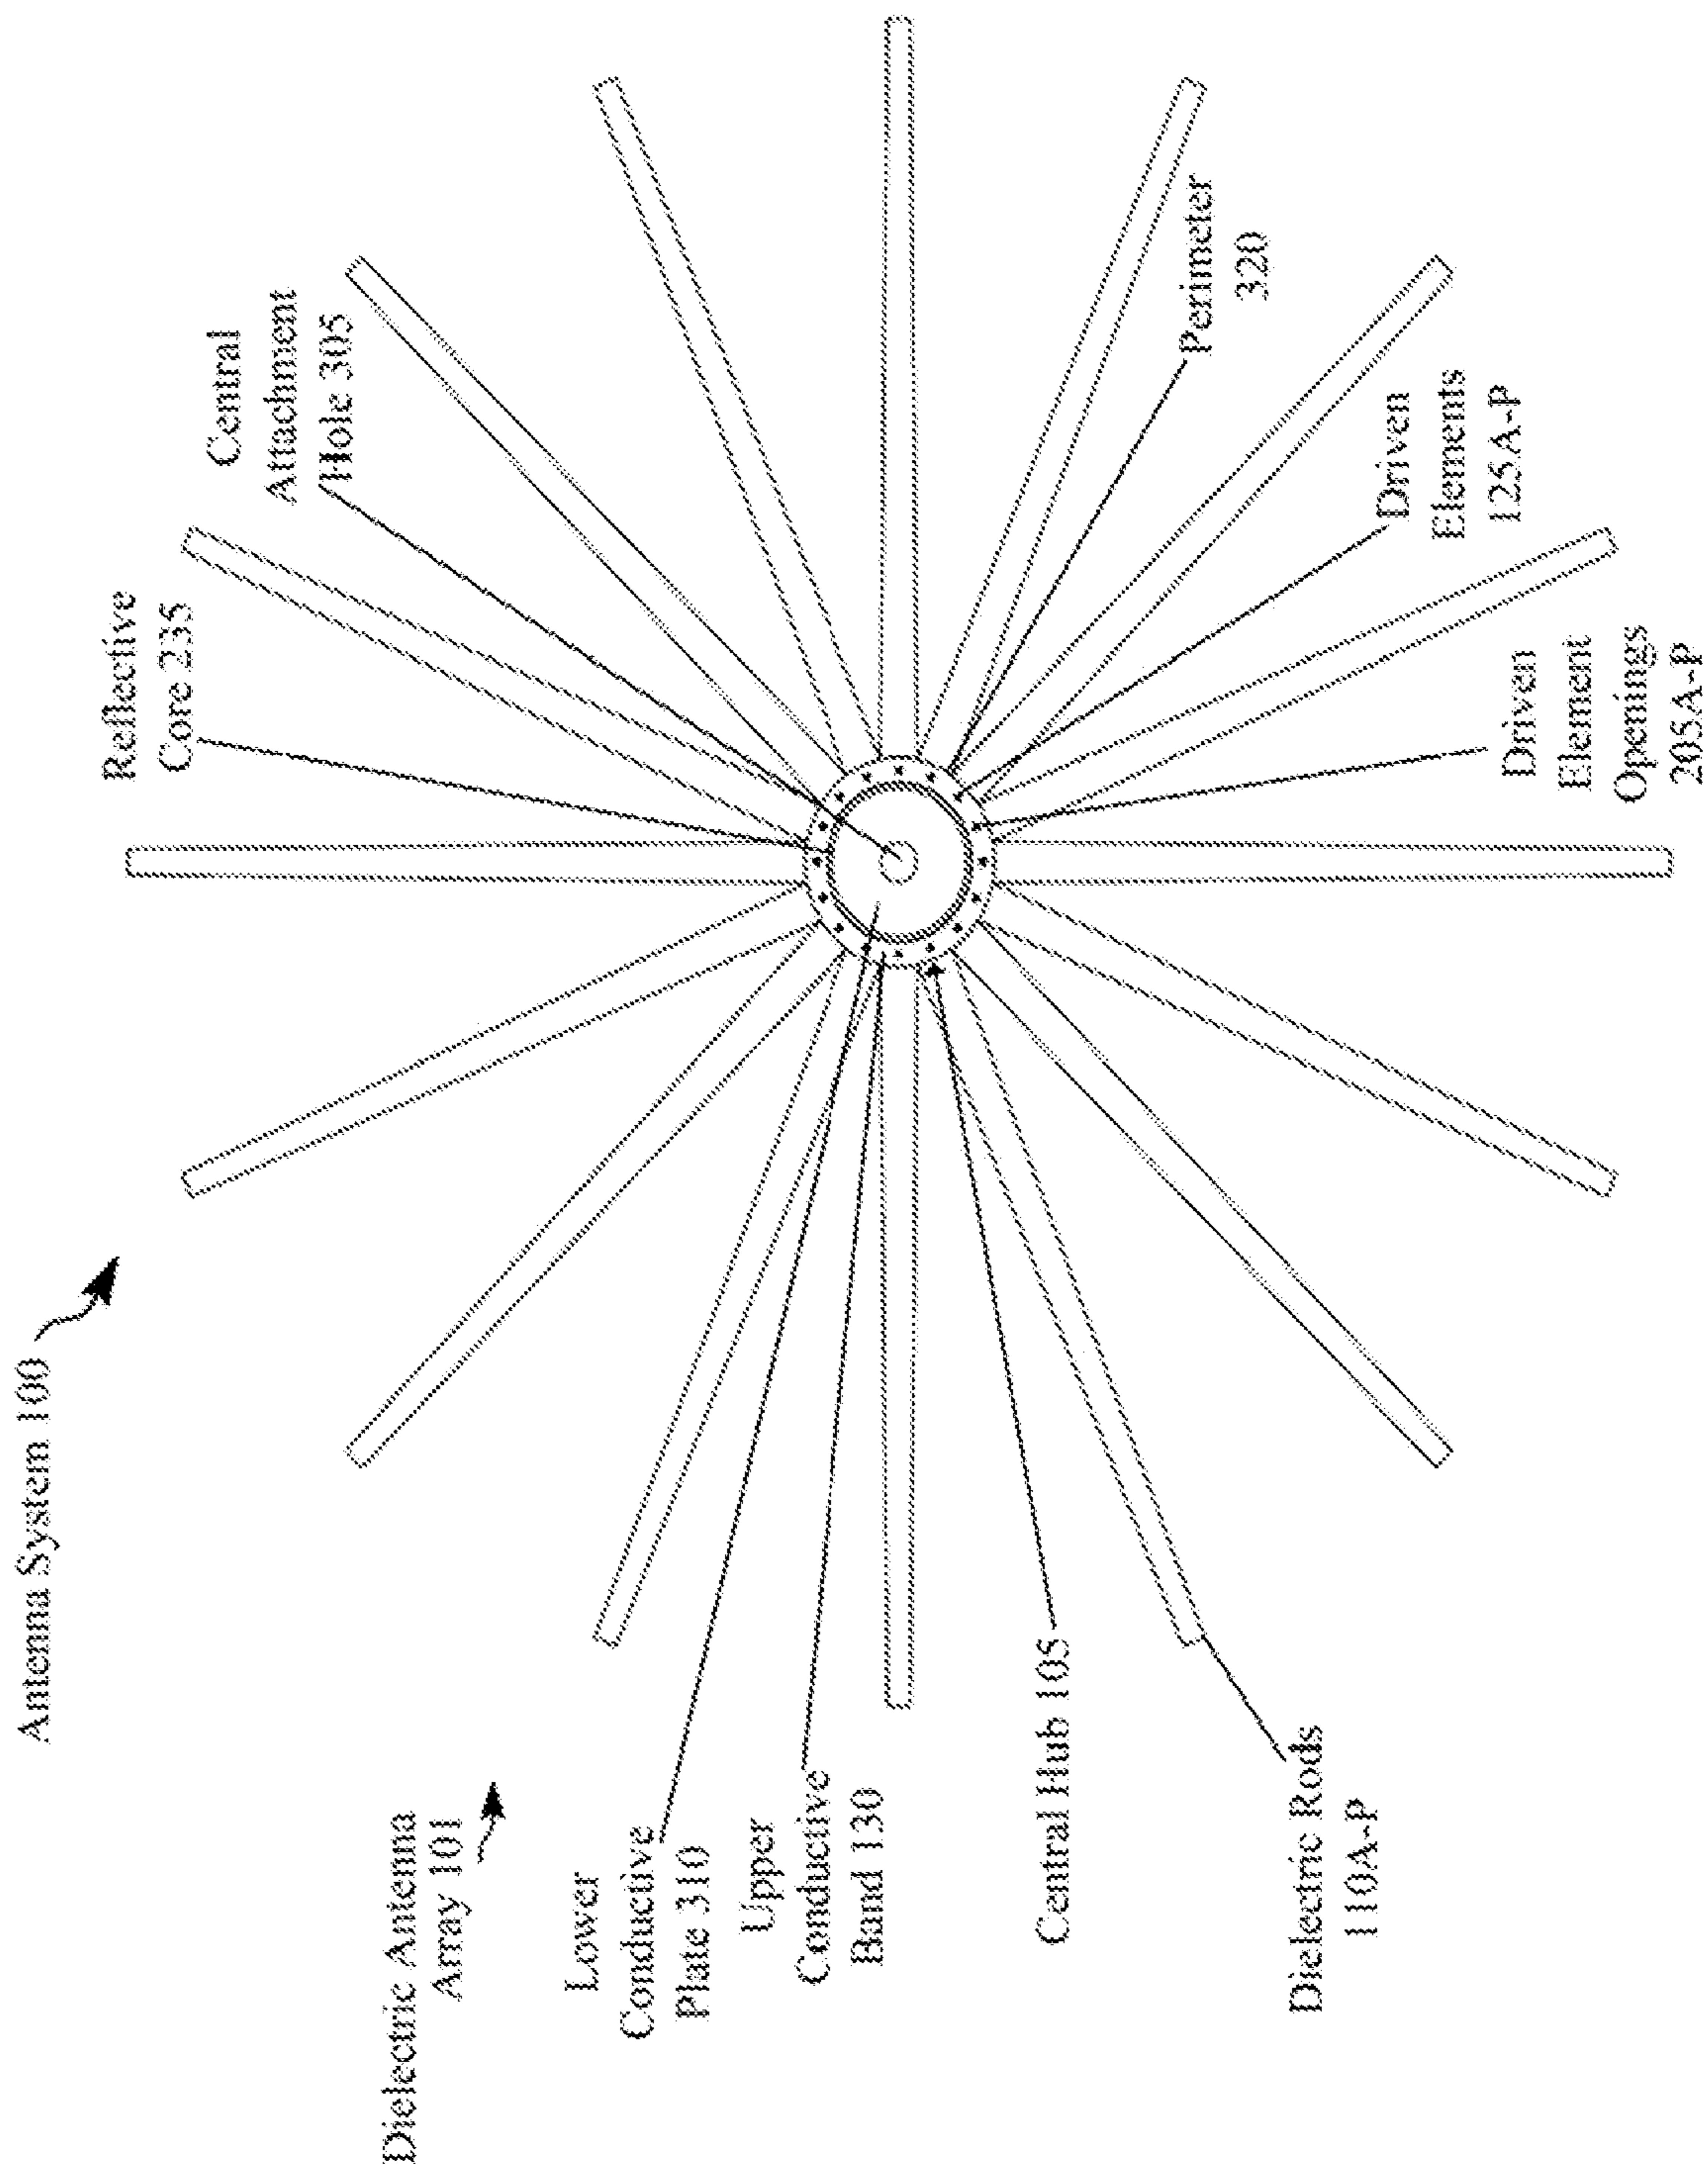 Antenna System 100
Dielectric Antenna
Array 101
Lower
Conductive
Plate 310
Upper
Conductive
Band 130
Central Hub 105
Dielectric Rods
110A-P
Reflective
Core 235
Central
Attachment
Hole 305
Perimeter
320
Driven
Elements
125A-P
Driven
Element
Openings
205A-P